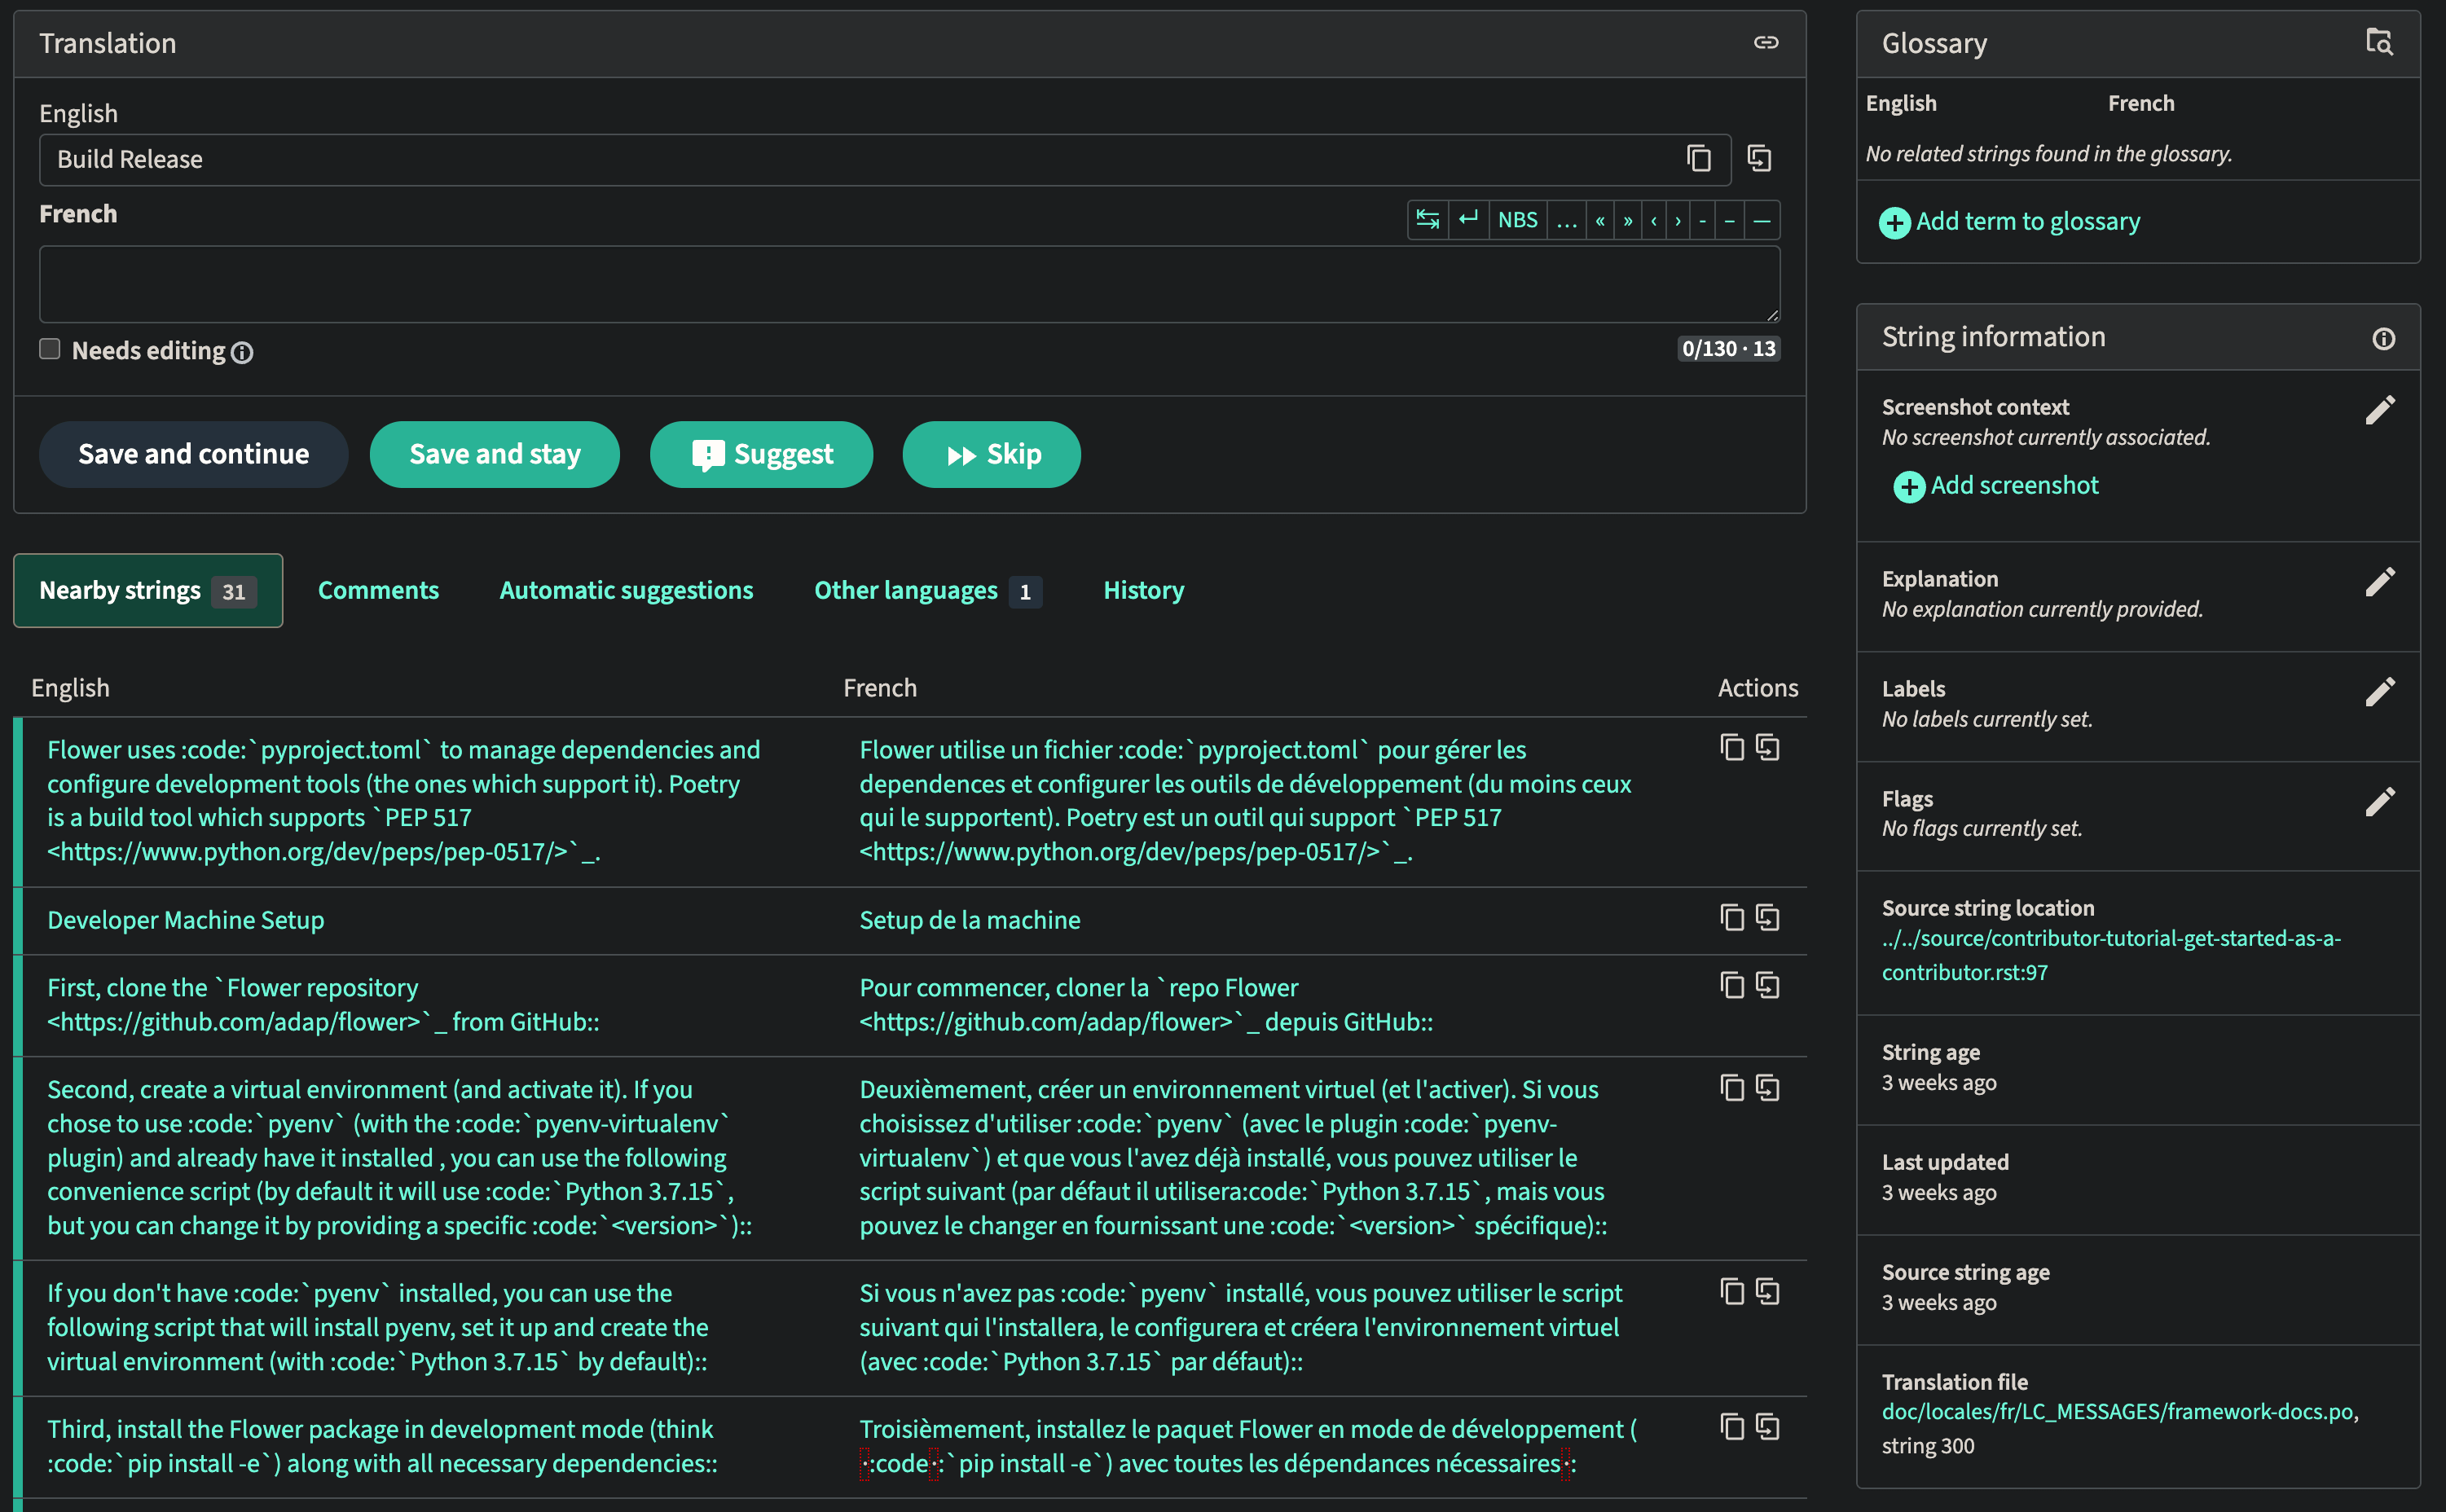 Translation
English
Build Release
French
NBS … « » ‹ › - – —
Needs editing
0/130 · 13
Save and continue
Save and stay
Suggest
Skip
Nearby strings 31
Comments
Automatic suggestions
Other languages 1
History
English French Actions
Flower uses :code:`pyproject.toml` to manage dependencies and
configure development tools (the ones which support it). Poetry
is a build tool which supports `PEP 517
<https://www.python.org/dev/peps/pep-0517/>`_.
Flower utilise un fichier :code:`pyproject.toml` pour gérer les
dependences et configurer les outils de développement (du moins ceux
qui le supportent). Poetry est un outil qui support `PEP 517
<https://www.python.org/dev/peps/pep-0517/>`_.
Developer Machine Setup
Setup de la machine
First, clone the `Flower repository
<https://github.com/adap/flower>`_ from GitHub::
Pour commencer, cloner la `repo Flower
<https://github.com/adap/flower>`_ depuis GitHub::
Second, create a virtual environment (and activate it). If you
chose to use :code:`pyenv` (with the :code:`pyenv-virtualenv`
plugin) and already have it installed , you can use the following
convenience script (by default it will use :code:`Python 3.7.15`,
but you can change it by providing a specific :code:`<version>`)::
Deuxièmement, créer un environnement virtuel (et l'activer). Si vous
choisissez d'utiliser :code:`pyenv` (avec le plugin :code:`pyenv-
virtualenv`) et que vous l'avez déjà installé, vous pouvez utiliser le
script suivant (par défaut il utilisera:code:`Python 3.7.15`, mais vous
pouvez le changer en fournissant une :code:`<version>` spécifique)::
If you don't have :code:`pyenv` installed, you can use the
following script that will install pyenv, set it up and create the
virtual environment (with :code:`Python 3.7.15` by default)::
Si vous n'avez pas :code:`pyenv` installé, vous pouvez utiliser le script
suivant qui l'installera, le configurera et créera l'environnement virtuel
(avec :code:`Python 3.7.15` par défaut)::
Third, install the Flower package in development mode (think
:code:`pip install -e`) along with all necessary dependencies::
Troisièmement, installez le paquet Flower en mode de développement (
:code :`pip install -e`) avec toutes les dépendances nécessaires :
Glossary
English French
No related strings found in the glossary.
Add term to glossary
String information
Screenshot context
No screenshot currently associated.
Add screenshot
Explanation
No explanation currently provided.
Labels
No labels currently set.
Flags
No flags currently set.
Source string location
../../source/contributor-tutorial-get-started-as-a-
contributor.rst:97
String age
3 weeks ago
Last updated
3 weeks ago
Source string age
3 weeks ago
Translation file
doc/locales/fr/LC_MESSAGES/framework-docs.po,
string 300